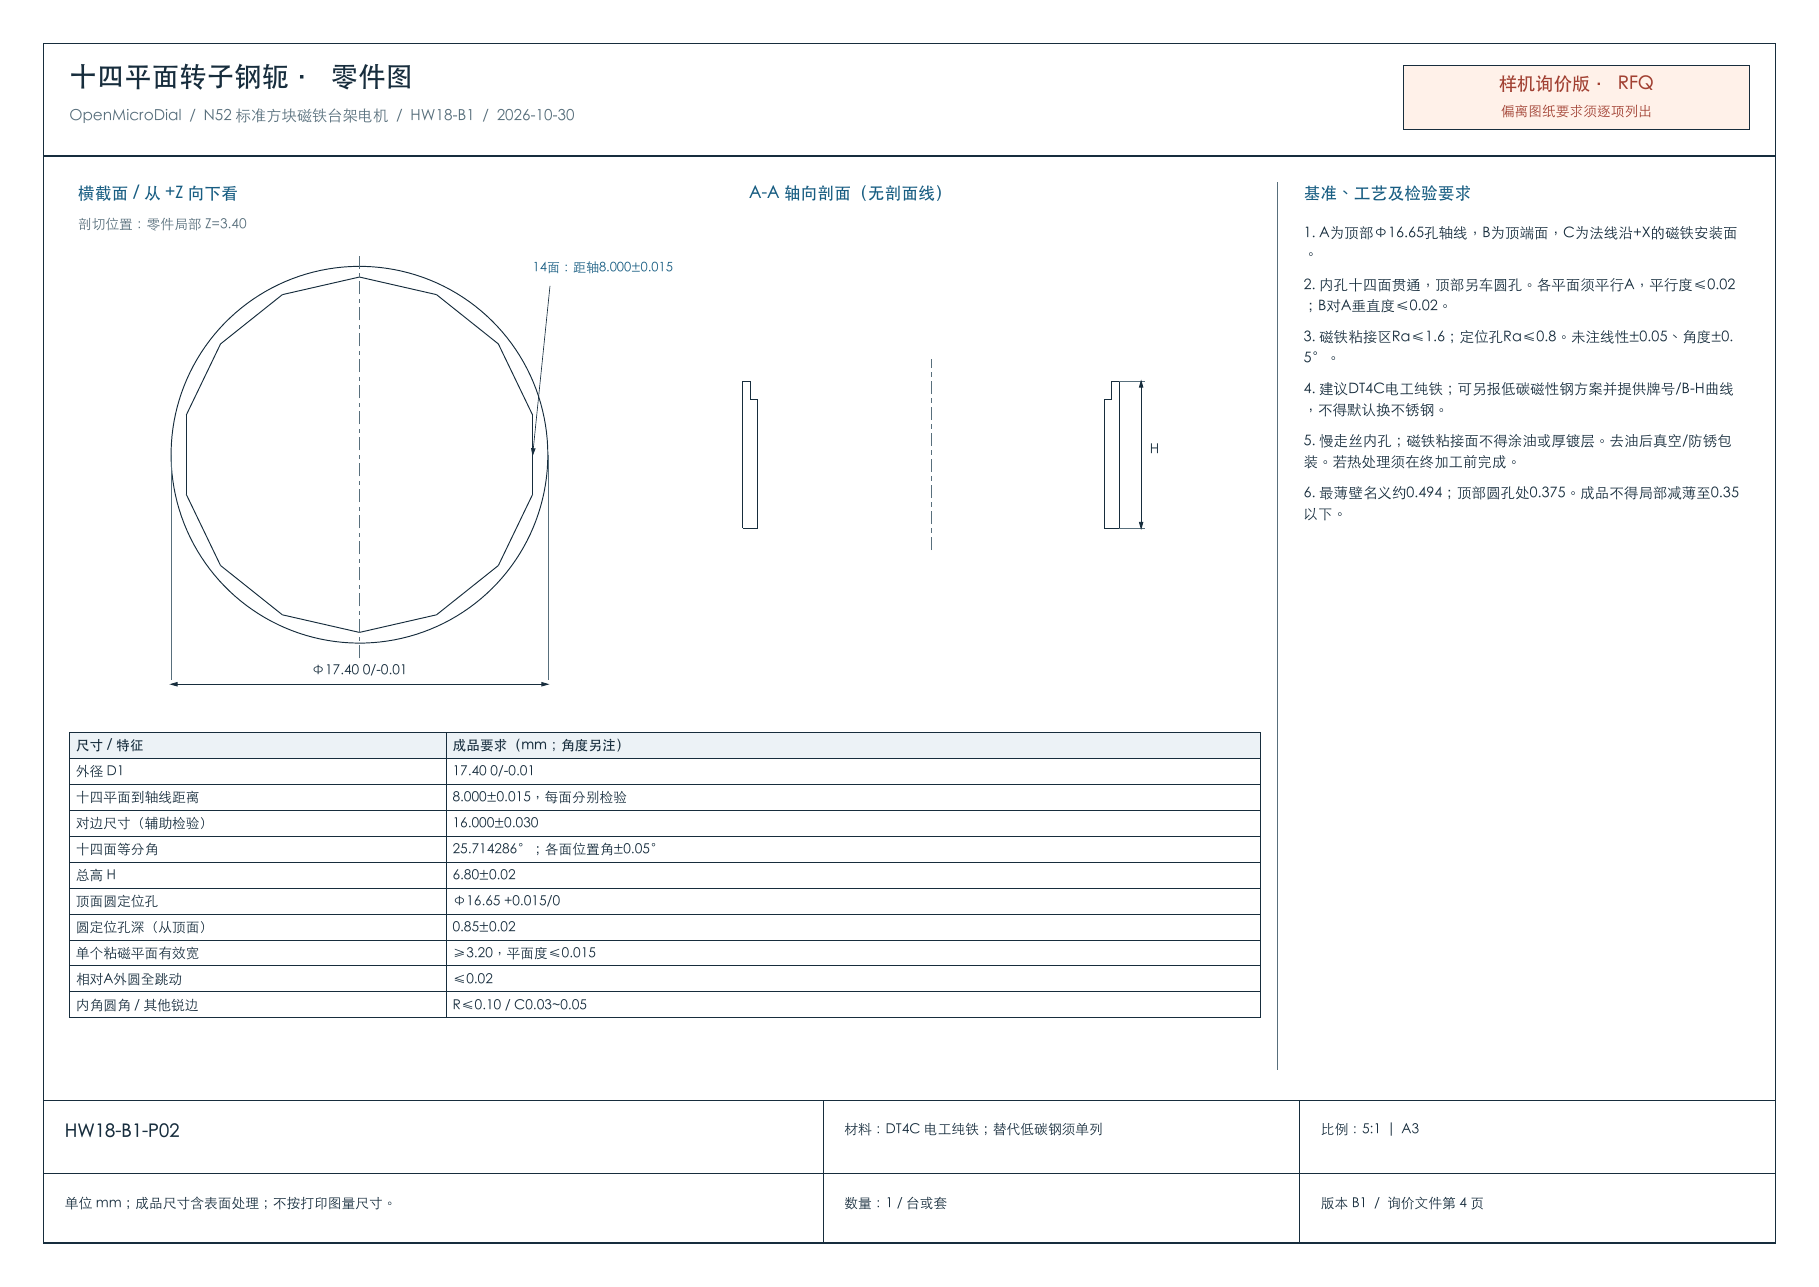 十四平面转子钢轭 · 零件图
OpenMicroDial / N52 标准方块磁铁台架电机 / HW18-B1 / 2026-10-30
样机询价版 · RFQ
偏离图纸要求须逐项列出
横截面 / 从 +Z 向下看
剖切位置：零件局部 Z=3.40
14面：距轴8.000±0.015
Φ17.40 0/-0.01
A-A 轴向剖面（无剖面线）
H
基准、工艺及检验要求
1. A为顶部Φ16.65孔轴线，B为顶端面，C为法线沿+X的磁铁安装面
。
2. 内孔十四面贯通，顶部另车圆孔。各平面须平行A，平行度≤0.02
；B对A垂直度≤0.02。
3. 磁铁粘接区Ra≤1.6；定位孔Ra≤0.8。未注线性±0.05、角度±0.
5° 。
4. 建议DT4C电工纯铁；可另报低碳磁性钢方案并提供牌号/B-H曲线
，不得默认换不锈钢。
5. 慢走丝内孔；磁铁粘接面不得涂油或厚镀层。去油后真空/防锈包
装。若热处理须在终加工前完成。
6. 最薄壁名义约0.494；顶部圆孔处0.375。成品不得局部减薄至0.35
以下。
尺寸 / 特征 成品要求（mm；角度另注）
外径 D1 17.40 0/-0.01
十四平面到轴线距离 8.000±0.015，每面分别检验
对边尺寸（辅助检验） 16.000±0.030
十四面等分角 25.714286° ；各面位置角±0.05°
总高 H 6.80±0.02
顶面圆定位孔 Φ16.65 +0.015/0
圆定位孔深（从顶面） 0.85±0.02
单个粘磁平面有效宽 ≥3.20，平面度≤0.015
相对A外圆全跳动 ≤0.02
内角圆角 / 其他锐边 R≤0.10 / C0.03~0.05
HW18-B1-P02
材料：DT4C 电工纯铁；替代低碳钢须单列
比例：5:1 | A3
单位 mm；成品尺寸含表面处理；不按打印图量尺寸。
数量：1 / 台或套
版本 B1 / 询价文件第 4 页